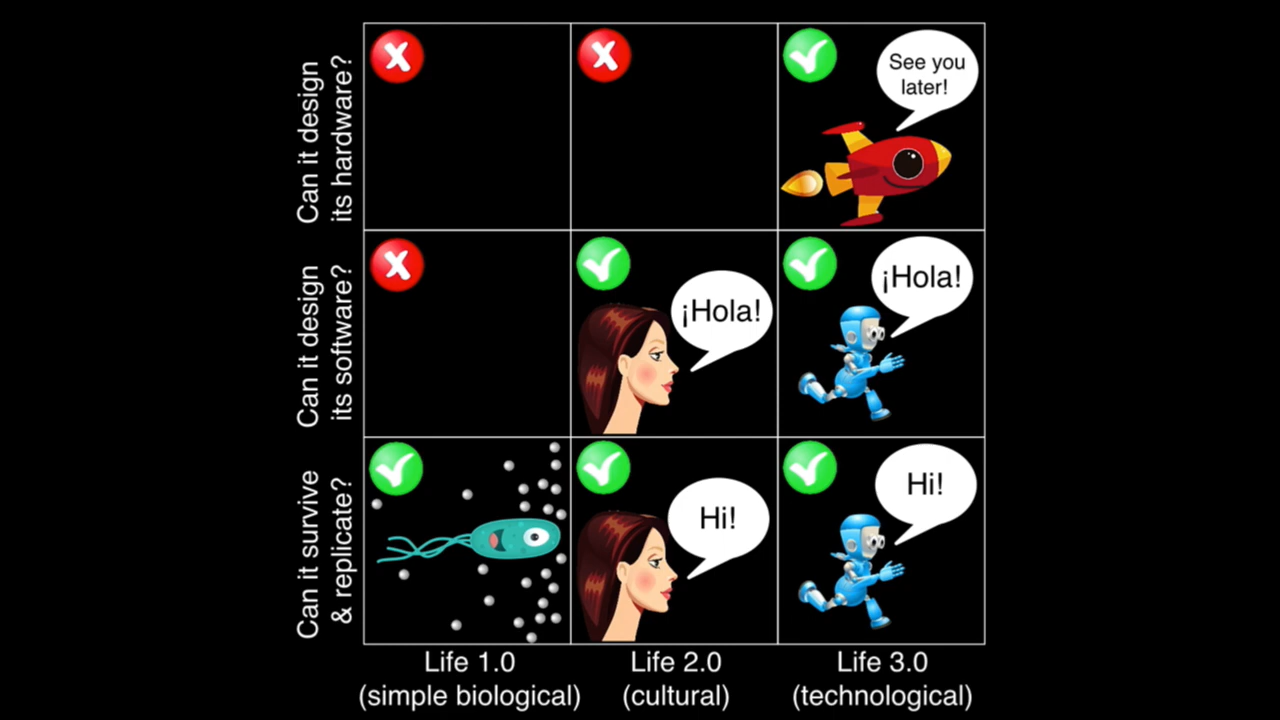 Can it design
its hardware?
See you
later!
Can it design
its software?
¡Hola!
¡Hola!
Can it survive
& replicate?
Hi!
Hi!
Life 1.0
(simple biological)
Life 2.0
(cultural)
Life 3.0
(technological)